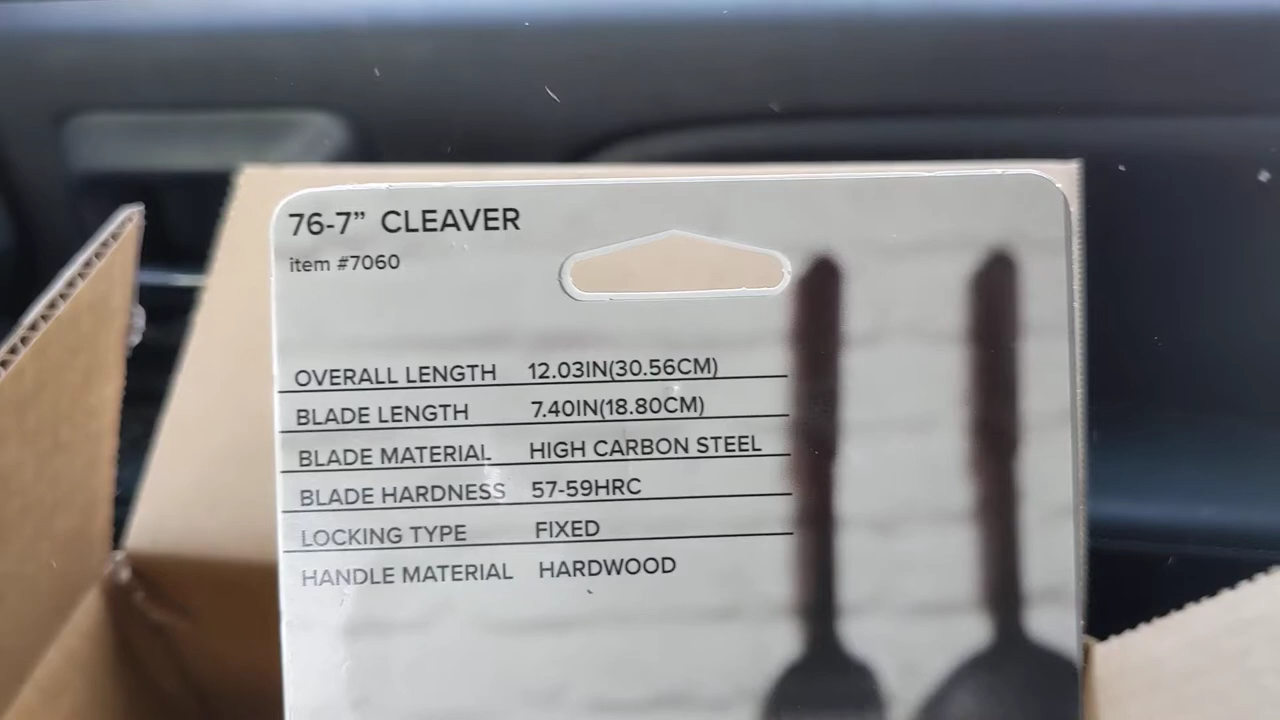 76-7” CLEAVER
item #7060
OVERALL LENGTH 12.03IN(30.56CM)
BLADE LENGTH 7.40IN(18.80CM)
BLADE MATERIAL HIGH CARBON STEEL
BLADE HARDNESS 57-59HRC
LOCKING TYPE FIXED
HANDLE MATERIAL HARDWOOD